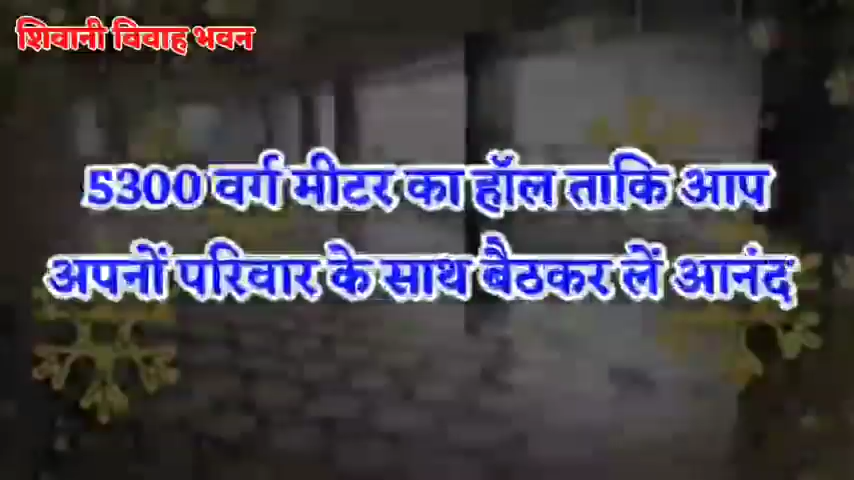 शिवानी विवाह भवन
5300 वर्ग मीटर का हॉल ताकि आप
अपनों परिवार के साथ बैठकर लें आनंद